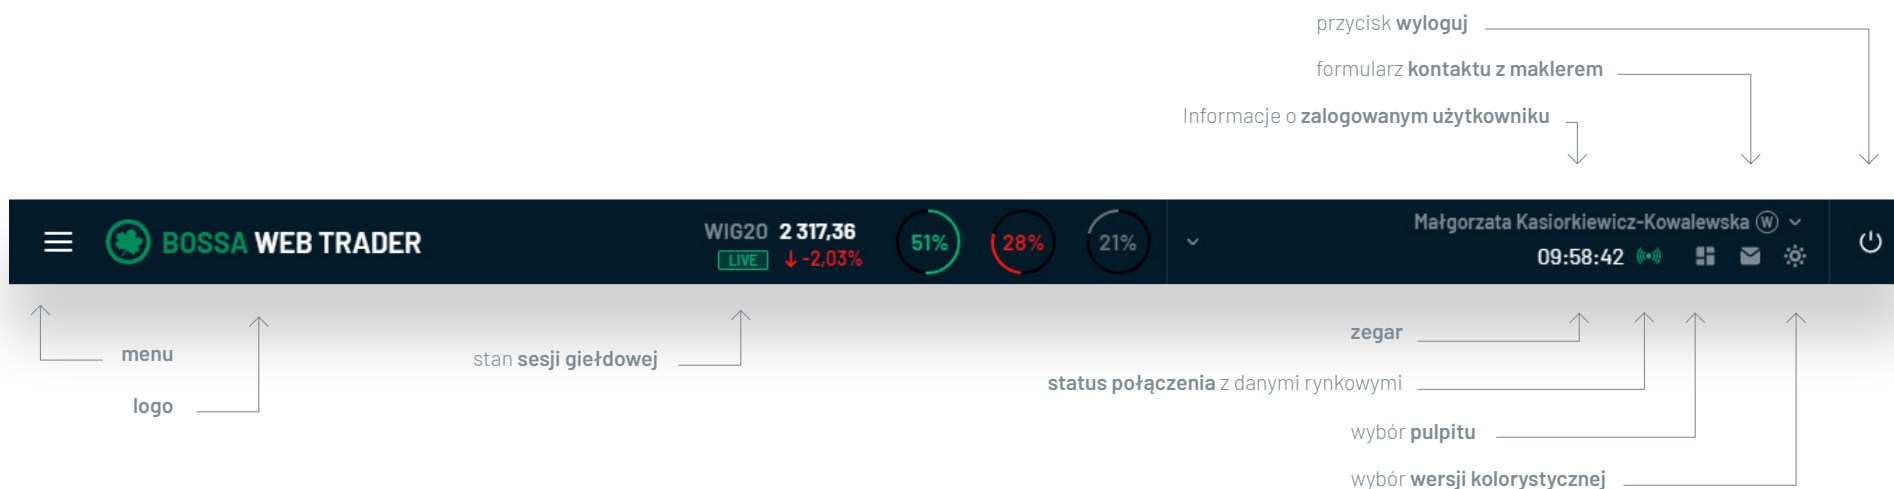 przycisk wyloguj
formularz kontaktu z maklerem
Informacje o zalogowanym użytkowniku
BOSSA WEB TRADER
WIG20 2 317,36
LIVE ↓ -2,03%
51%
28%
21%
Małgorzata Kasiorkiewicz-Kowalewska W
09:58:42
menu
logo
stan sesji giełdowej
zegar
status połączenia z danymi rynkowymi
wybór pulpitu
wybór wersji kolorystycznej